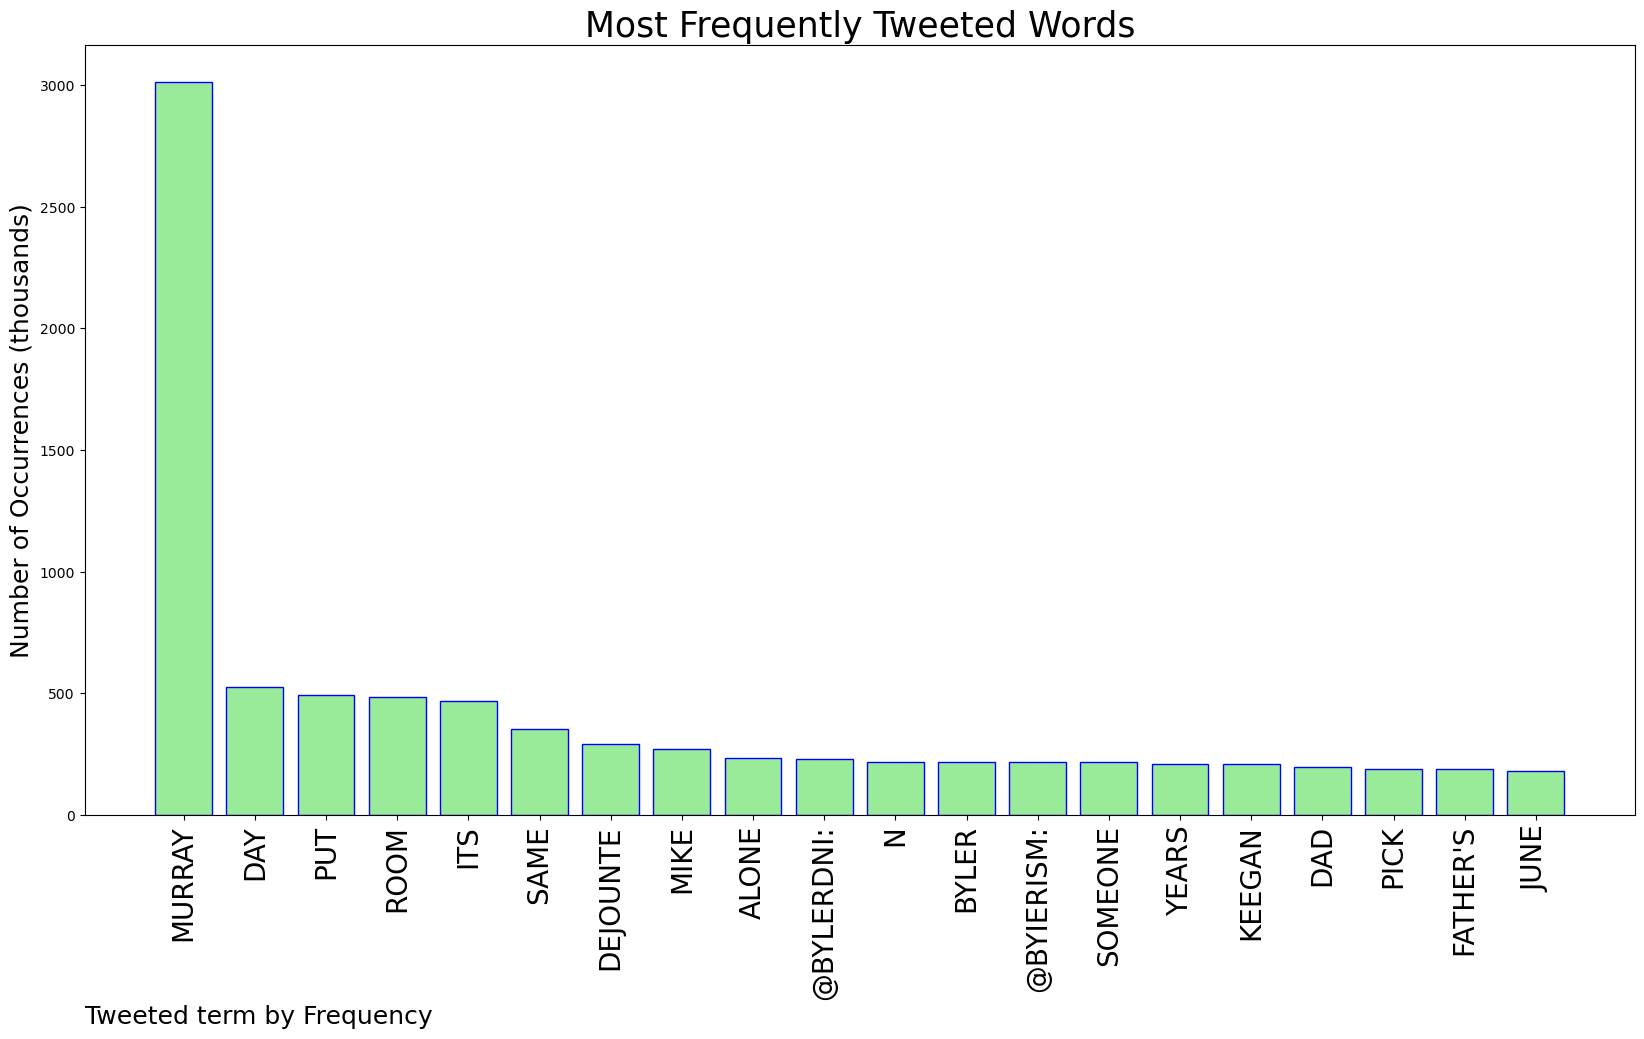 Most Frequently Tweeted Words
Number of Occurrences (thousands)
3000
2500
2000
1500
1000
500
0
MURRAY
DAY
PUT
ROOM
ITS
SAME
DEJOUNTE
MIKE
ALONE
@BYLERDNI:
N
BYLER
@BYIERISM:
SOMEONE
YEARS
KEEGAN
DAD
PICK
FATHER'S
JUNE
Tweeted term by Frequency